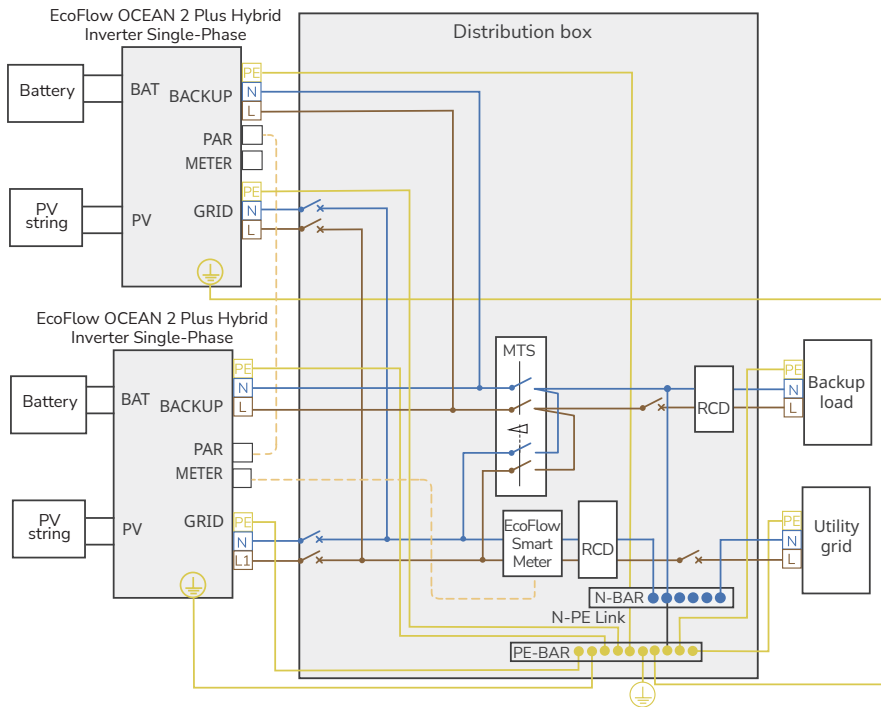 EcoFlow OCEAN 2 Plus Hybrid
Inverter Single-Phase
Distribution box
Battery
BAT
BACKUP
PE
N
L
PAR
METER
PV
string
PV
GRID
PE
N
L
EcoFlow OCEAN 2 Plus Hybrid
Inverter Single-Phase
Battery
BAT
BACKUP
PE
N
L
PAR
METER
PV
string
PV
GRID
PE
N
L1
MTS
RCD
PE
N
L
Backup
load
EcoFlow
Smart
Meter
RCD
PE
N
L
Utility
grid
N-BAR
N-PE Link
PE-BAR